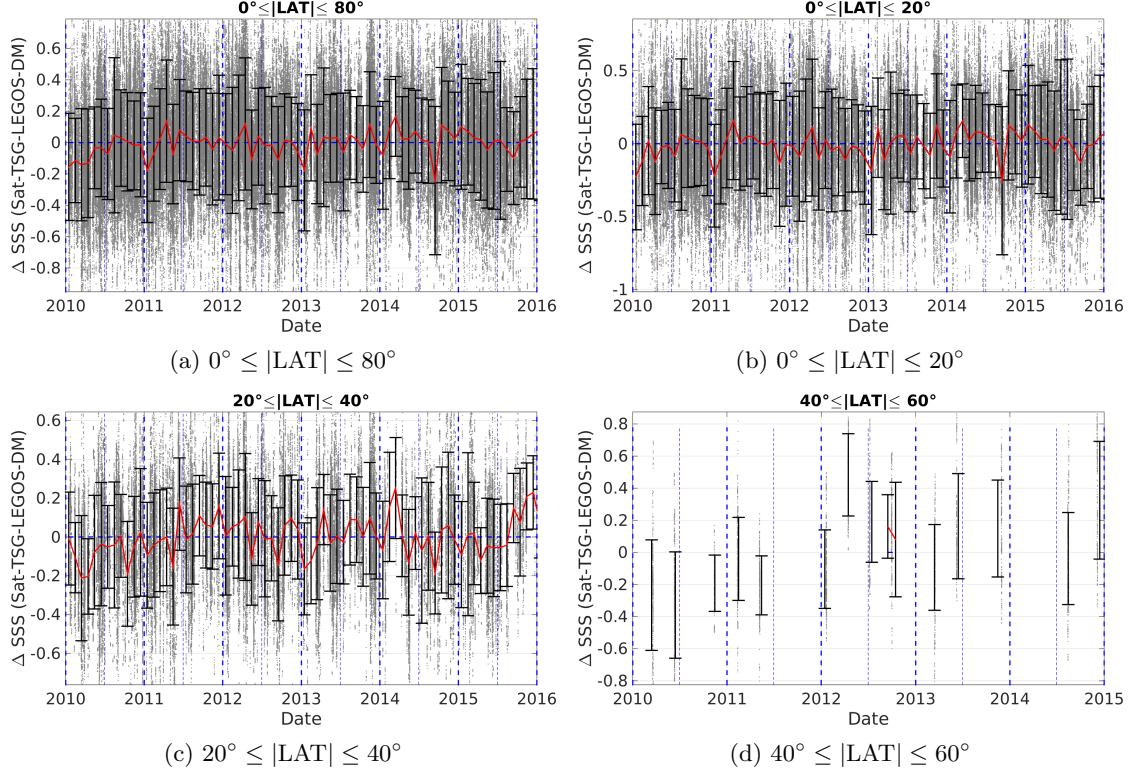 0°≤|LAT|≤ 80°
Δ SSS (Sat-TSG-LEGOS-DM)
0.6
0.4
0.2
0
-0.2
-0.4
-0.6
-0.8
2010 2011 2012 2013 2014 2015 2016
Date
(a) 0° ≤ |LAT| ≤ 80°
0°≤|LAT|≤ 20°
Δ SSS (Sat-TSG-LEGOS-DM)
0.5
0
-0.5
-1
2010 2011 2012 2013 2014 2015 2016
Date
(b) 0° ≤ |LAT| ≤ 20°
20°≤|LAT|≤ 40°
Δ SSS (Sat-TSG-LEGOS-DM)
0.6
0.4
0.2
0
-0.2
-0.4
-0.6
2010 2011 2012 2013 2014 2015 2016
Date
(c) 20° ≤ |LAT| ≤ 40°
40°≤|LAT|≤ 60°
Δ SSS (Sat-TSG-LEGOS-DM)
0.8
0.6
0.4
0.2
0
-0.2
-0.4
-0.6
-0.8
2010 2011 2012 2013 2014 2015
Date
(d) 40° ≤ |LAT| ≤ 60°